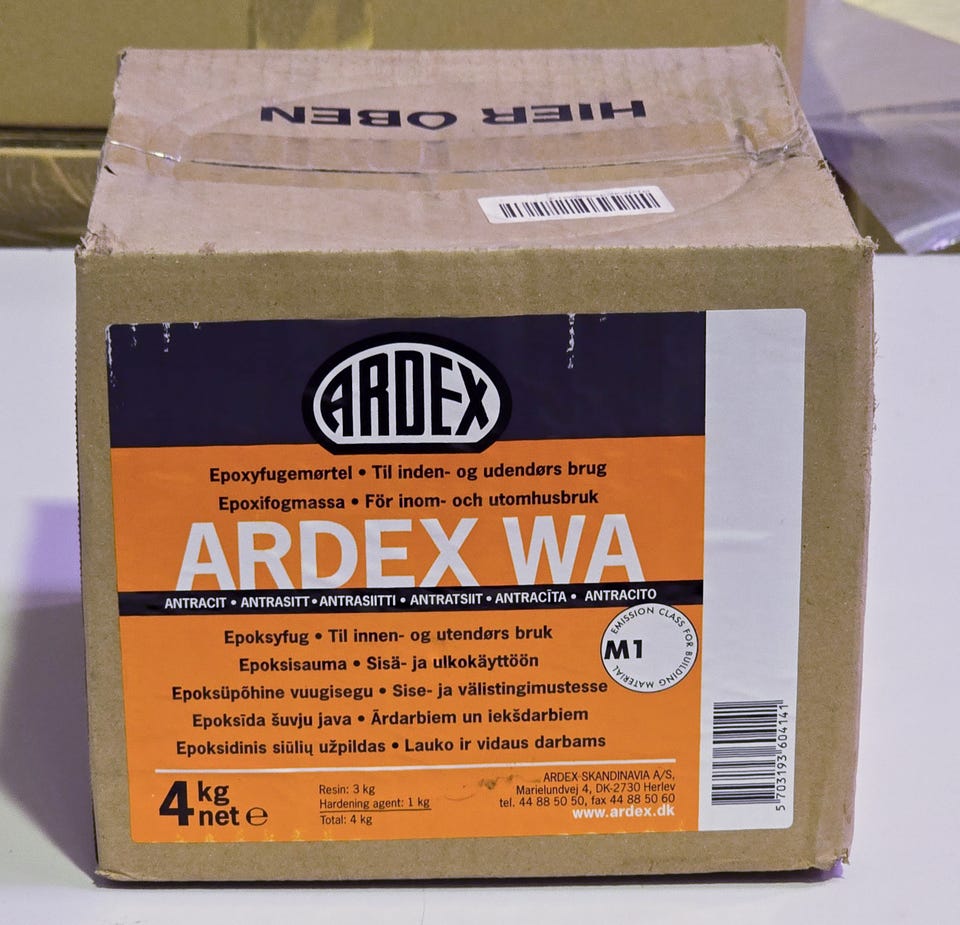 HIER OBEN
ARDEX
Epoxyfugemørtel • Til inden- og udendørs brug
Epoxifogmassa • För inom- och utomhusbruk
ARDEX WA
ANTRACIT • ANTRASITT • ANTRASIITTI • ANTRATSIIT • ANTRACĪTA • ANTRACITO
EMISSION CLASS FOR BUILDING MATERIAL
M1
Epoksyfug • Til innen- og utendørs bruk
Epoksisauma • Sisä- ja ulkokäyttöön
Epoksüpõhine vuugisegu • Sise- ja välistingimustesse
Epoksīda šuvju java • Ārdarbiem un iekšdarbiem
Epoksidinis siūlių užpildas • Lauko ir vidaus darbams
4 kg net ℮
Resin: 3 kg
Hardening agent: 1 kg
Total: 4 kg
ARDEX SKANDINAVIA A/S,
Marielundvej 4, DK-2730 Herlev
tel. 44 88 50 50, fax 44 88 50 60
www.ardex.dk
5 703193 604141